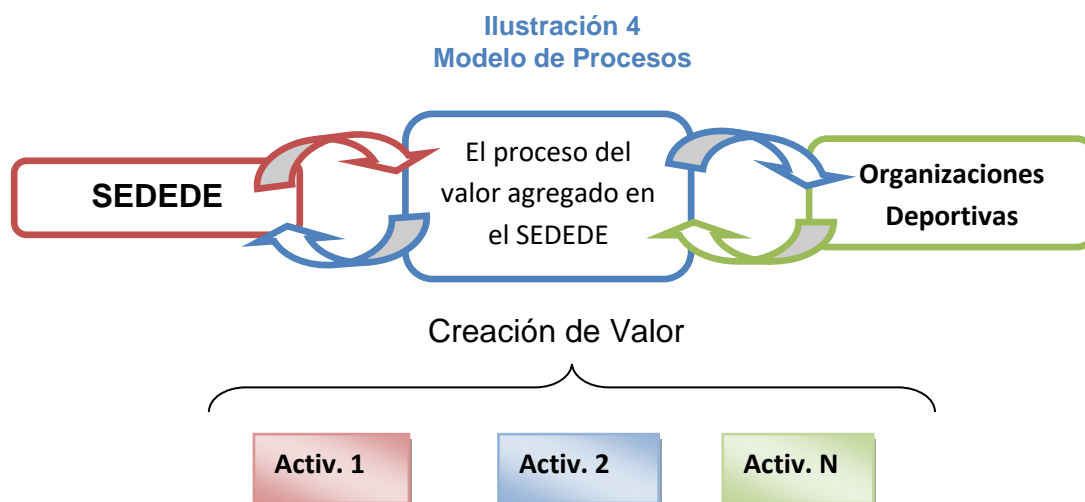 Ilustración 4
Modelo de Procesos
SEDEDE
El proceso del
valor agregado en
el SEDEDE
Organizaciones
Deportivas
Creación de Valor
Activ. 1
Activ. 2
Activ. N